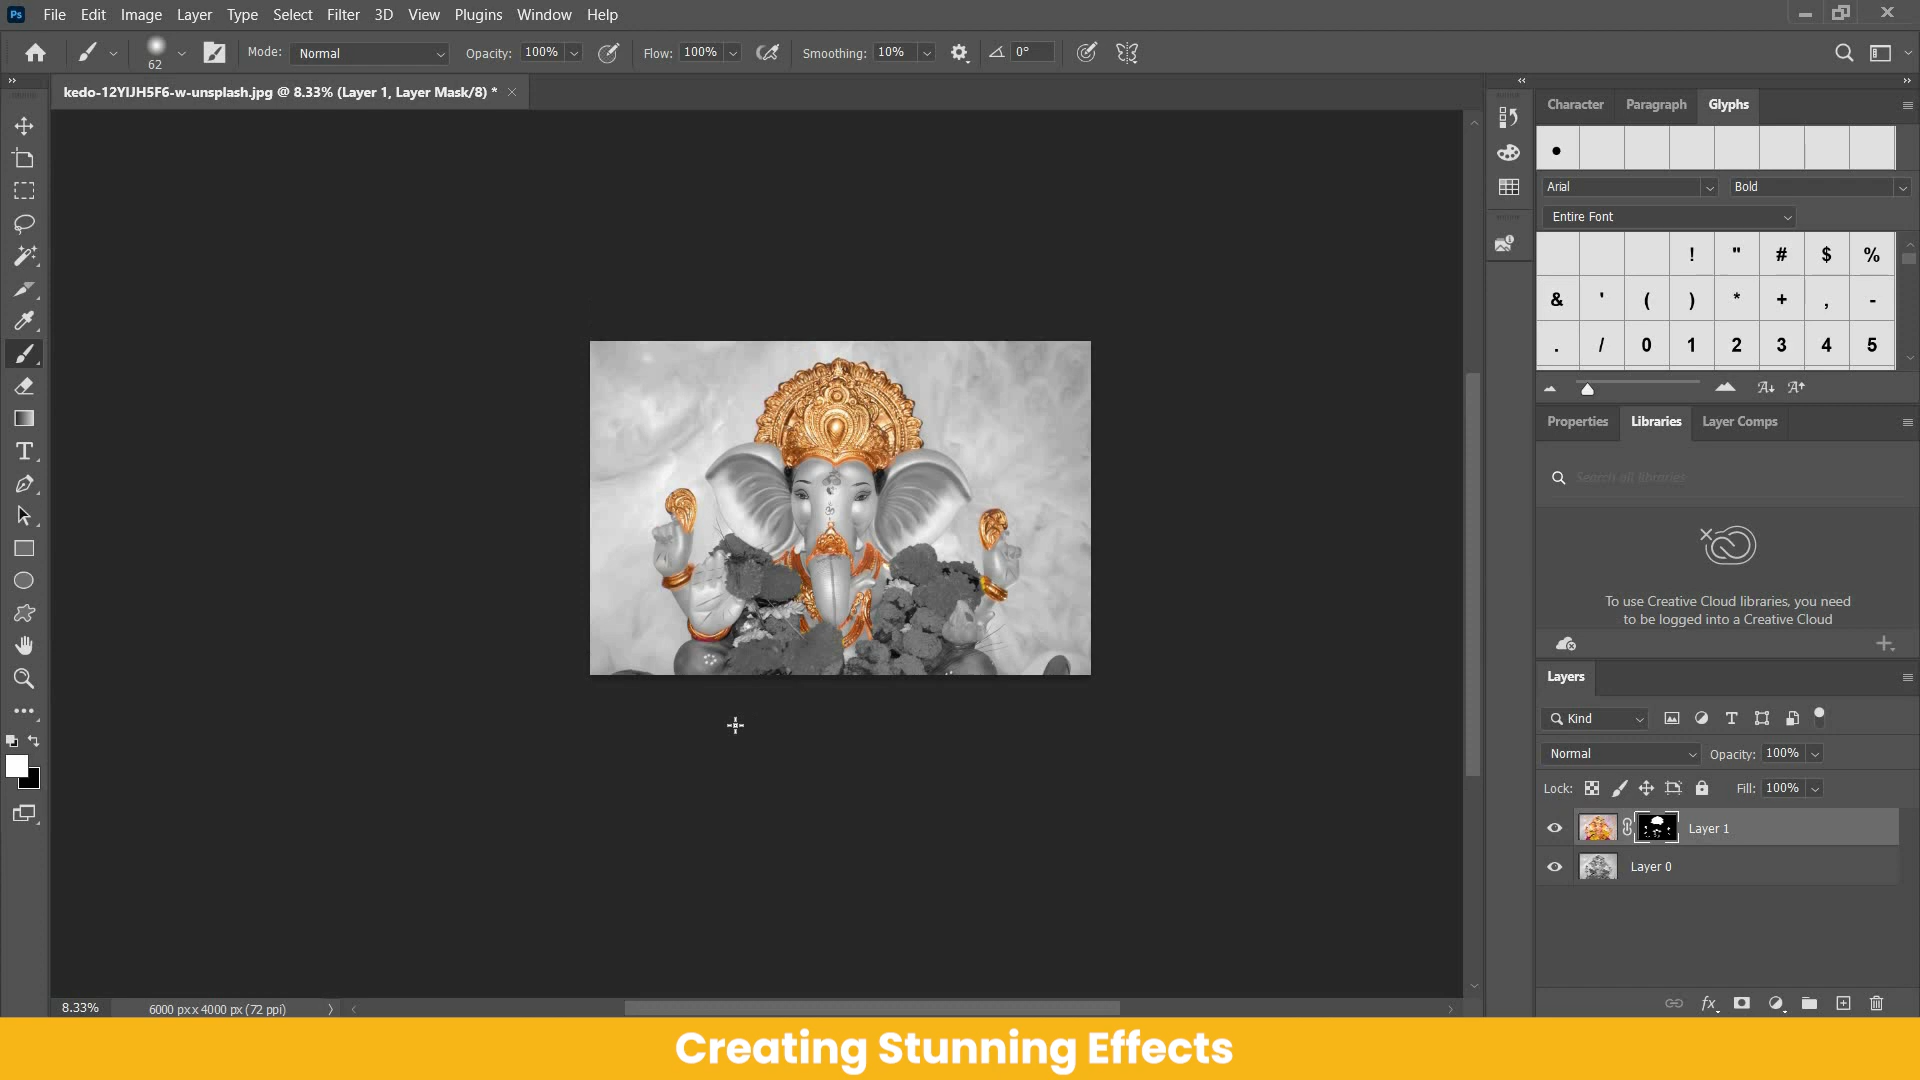 Ps File Edit Image Layer Type Select Filter 3D View Plugins Window Help
62 Mode: Normal Opacity: 100% Flow: 100% Smoothing: 10% 0°
kedo-12YIJH5F6-w-unsplash.jpg @ 8.33% (Layer 1, Layer Mask/8) *
Character Paragraph Glyphs
Arial Bold
Entire Font
! " # $ %
& ' ( ) * + , -
. / 0 1 2 3 4 5
Properties Libraries Layer Comps
Search all libraries
To use Creative Cloud libraries, you need
to be logged into a Creative Cloud
Layers
Kind
Normal Opacity: 100%
Lock: Fill: 100%
Layer 1
Layer 0
fx
8.33% 6000 px x 4000 px (72 ppi)
Creating Stunning Effects